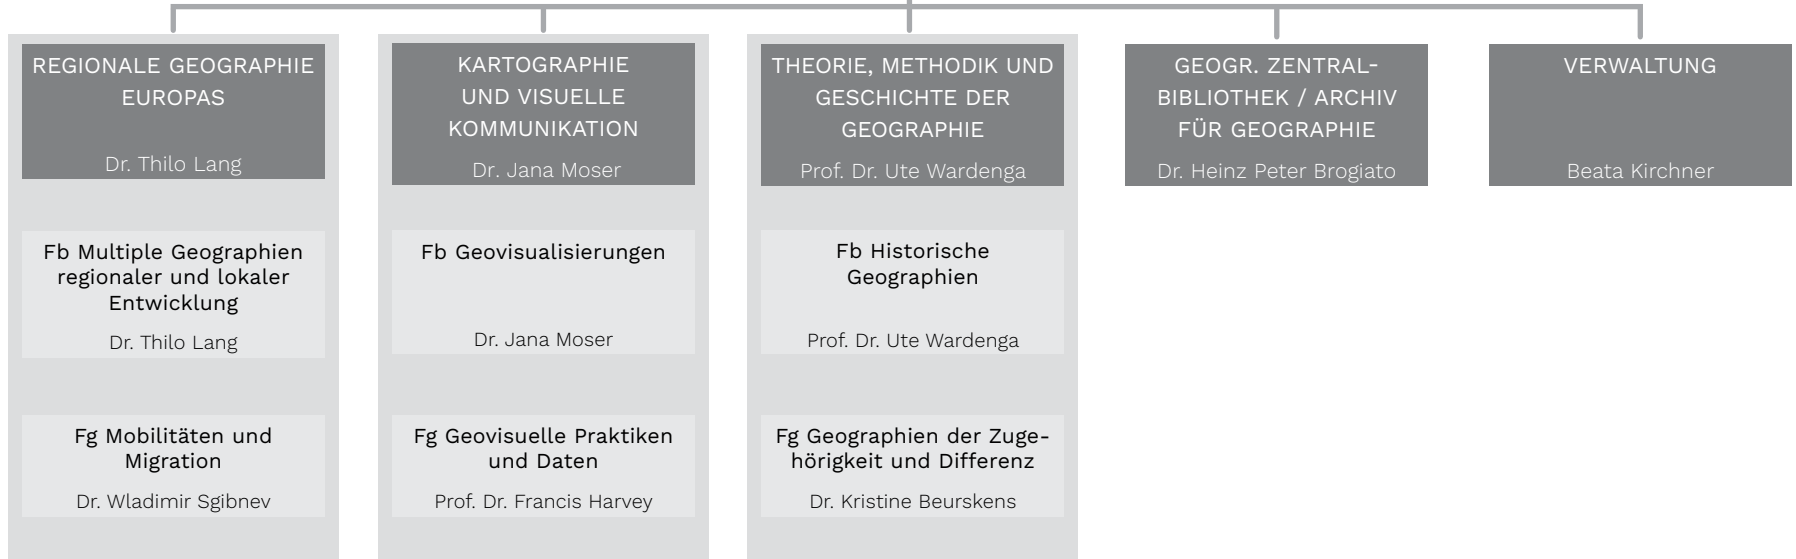 REGIONALE GEOGRAPHIE
EUROPAS
Dr. Thilo Lang
KARTOGRAPHIE
UND VISUELLE
KOMMUNIKATION
Dr. Jana Moser
THEORIE, METHODIK UND
GESCHICHTE DER
GEOGRAPHIE
Prof. Dr. Ute Wardenga
GEOGR. ZENTRAL-
BIBLIOTHEK / ARCHIV
FÜR GEOGRAPHIE
Dr. Heinz Peter Brogiato
VERWALTUNG
Beata Kirchner
Fb Multiple Geographien
regionaler und lokaler
Entwicklung
Dr. Thilo Lang
Fb Geovisualisierungen
Dr. Jana Moser
Fb Historische
Geographien
Prof. Dr. Ute Wardenga
Fg Mobilitäten und
Migration
Dr. Wladimir Sgibnev
Fg Geovisuelle Praktiken
und Daten
Prof. Dr. Francis Harvey
Fg Geographien der Zuge-
hörigkeit und Differenz
Dr. Kristine Beurskens